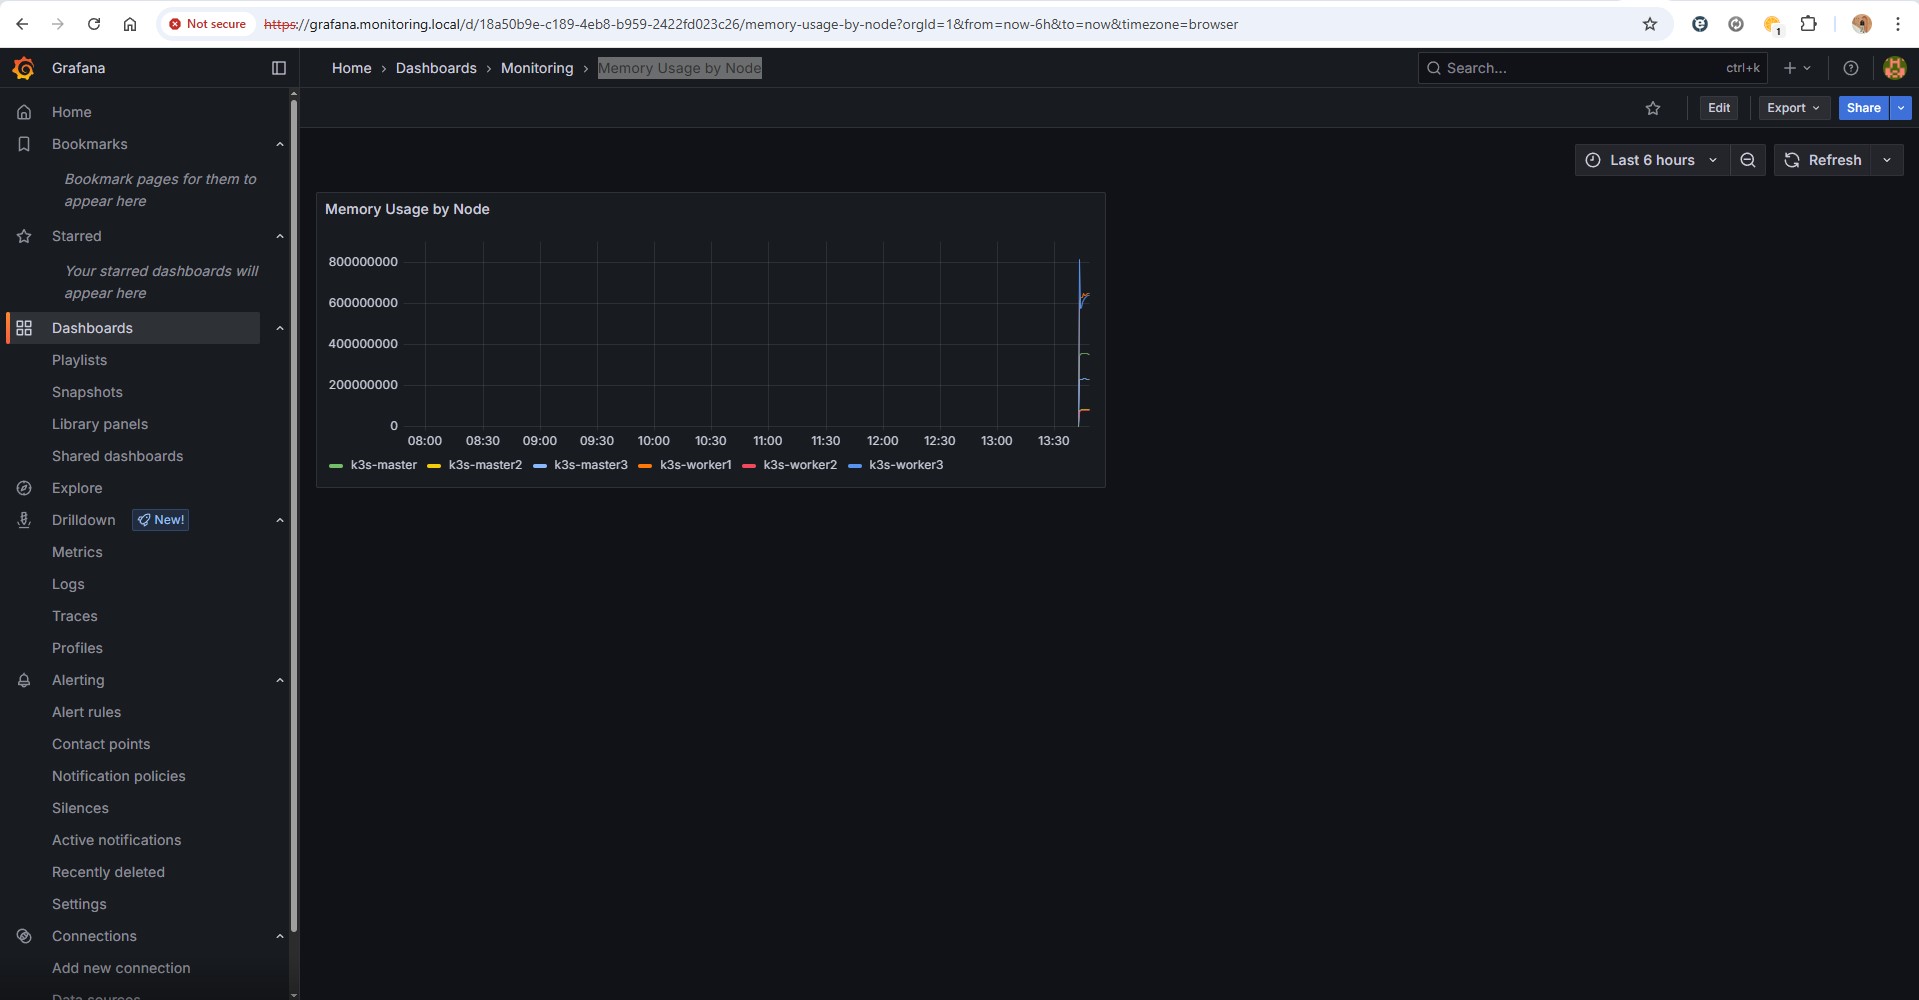 Not secure https://grafana.monitoring.local/d/18a50b9e-c189-4eb8-b959-2422fd023c26/memory-usage-by-node?orgId=1&from=now-6h&to=now&timezone=browser 1
Grafana
Home › Dashboards › Monitoring › Memory Usage by Node
Search... ctrl+k
Edit Export Share
Last 6 hours Refresh
Home
Bookmarks
Bookmark pages for them to
appear here
Starred
Your starred dashboards will
appear here
Dashboards
Playlists
Snapshots
Library panels
Shared dashboards
Explore
Drilldown New!
Metrics
Logs
Traces
Profiles
Alerting
Alert rules
Contact points
Notification policies
Silences
Active notifications
Recently deleted
Settings
Connections
Add new connection
Data sources
Memory Usage by Node
800000000
600000000
400000000
200000000
0
08:00 08:30 09:00 09:30 10:00 10:30 11:00 11:30 12:00 12:30 13:00 13:30
k3s-master k3s-master2 k3s-master3 k3s-worker1 k3s-worker2 k3s-worker3